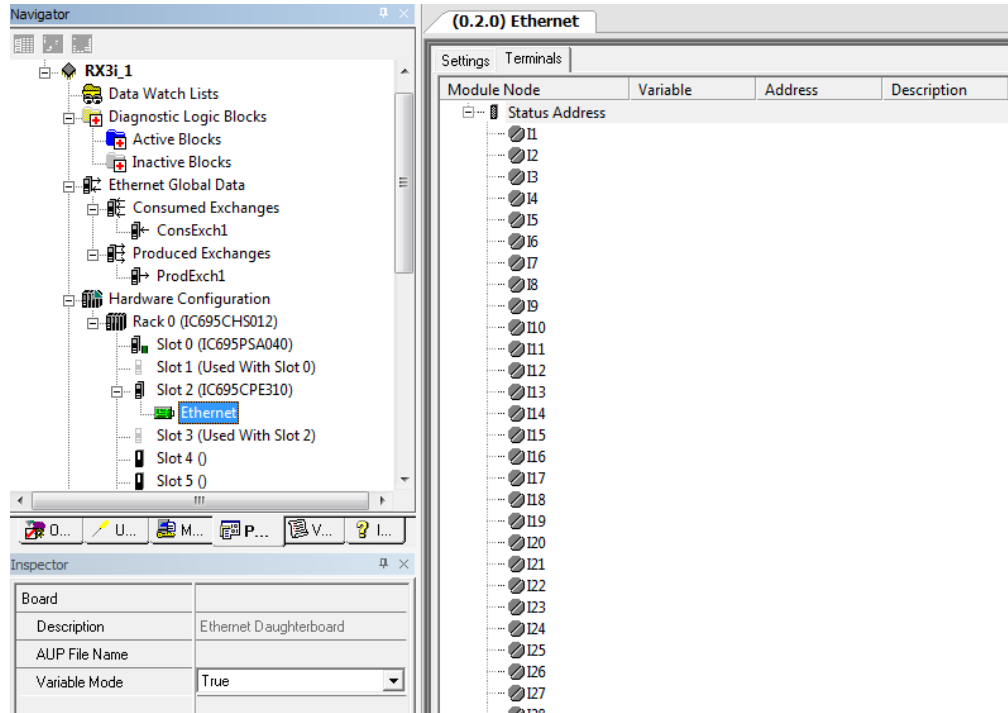 Navigator
RX3i_1
Data Watch Lists
Diagnostic Logic Blocks
Active Blocks
Inactive Blocks
Ethernet Global Data
Consumed Exchanges
ConsExch1
Produced Exchanges
ProdExch1
Hardware Configuration
Rack 0 (IC695CHS012)
Slot 0 (IC695PSA040)
Slot 1 (Used With Slot 0)
Slot 2 (IC695CPE310)
Ethernet
Slot 3 (Used With Slot 2)
Slot 4 ()
Slot 5 ()
O... U... M... P... V... I...
Inspector
Board
Description Ethernet Daughterboard
AUP File Name
Variable Mode True
(0.2.0) Ethernet
Settings Terminals
Module Node Variable Address Description
Status Address
I1
I2
I3
I4
I5
I6
I7
I8
I9
I10
I11
I12
I13
I14
I15
I16
I17
I18
I19
I20
I21
I22
I23
I24
I25
I26
I27
I28